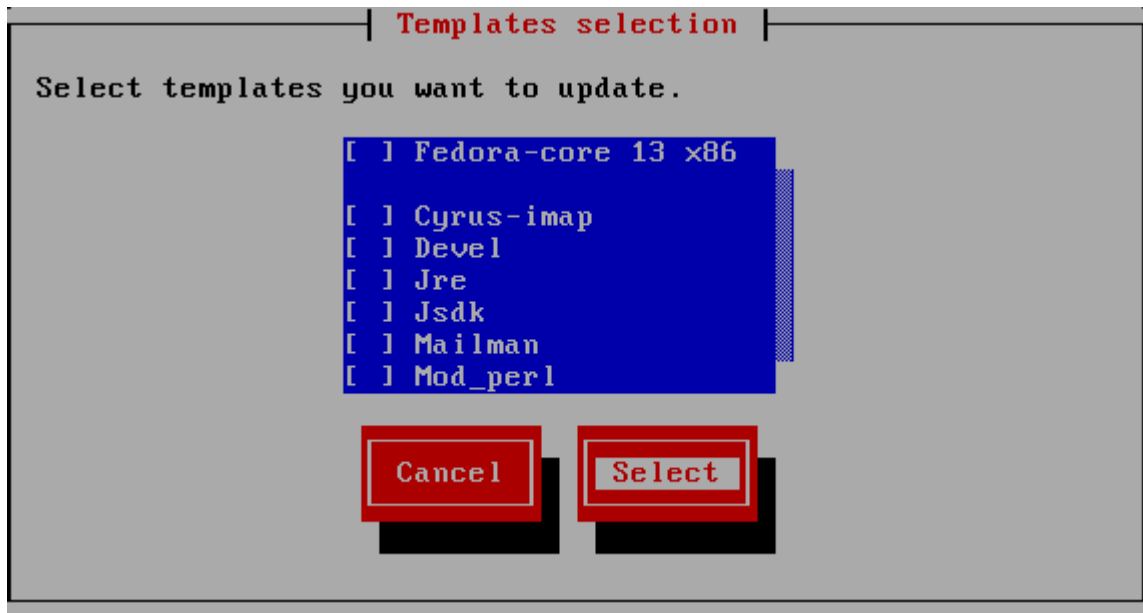 Templates selection
Select templates you want to update.
[ ] Fedora-core 13 x86
[ ] Cyrus-imap
[ ] Devel
[ ] Jre
[ ] Jsdk
[ ] Mailman
[ ] Mod_perl
Cancel Select